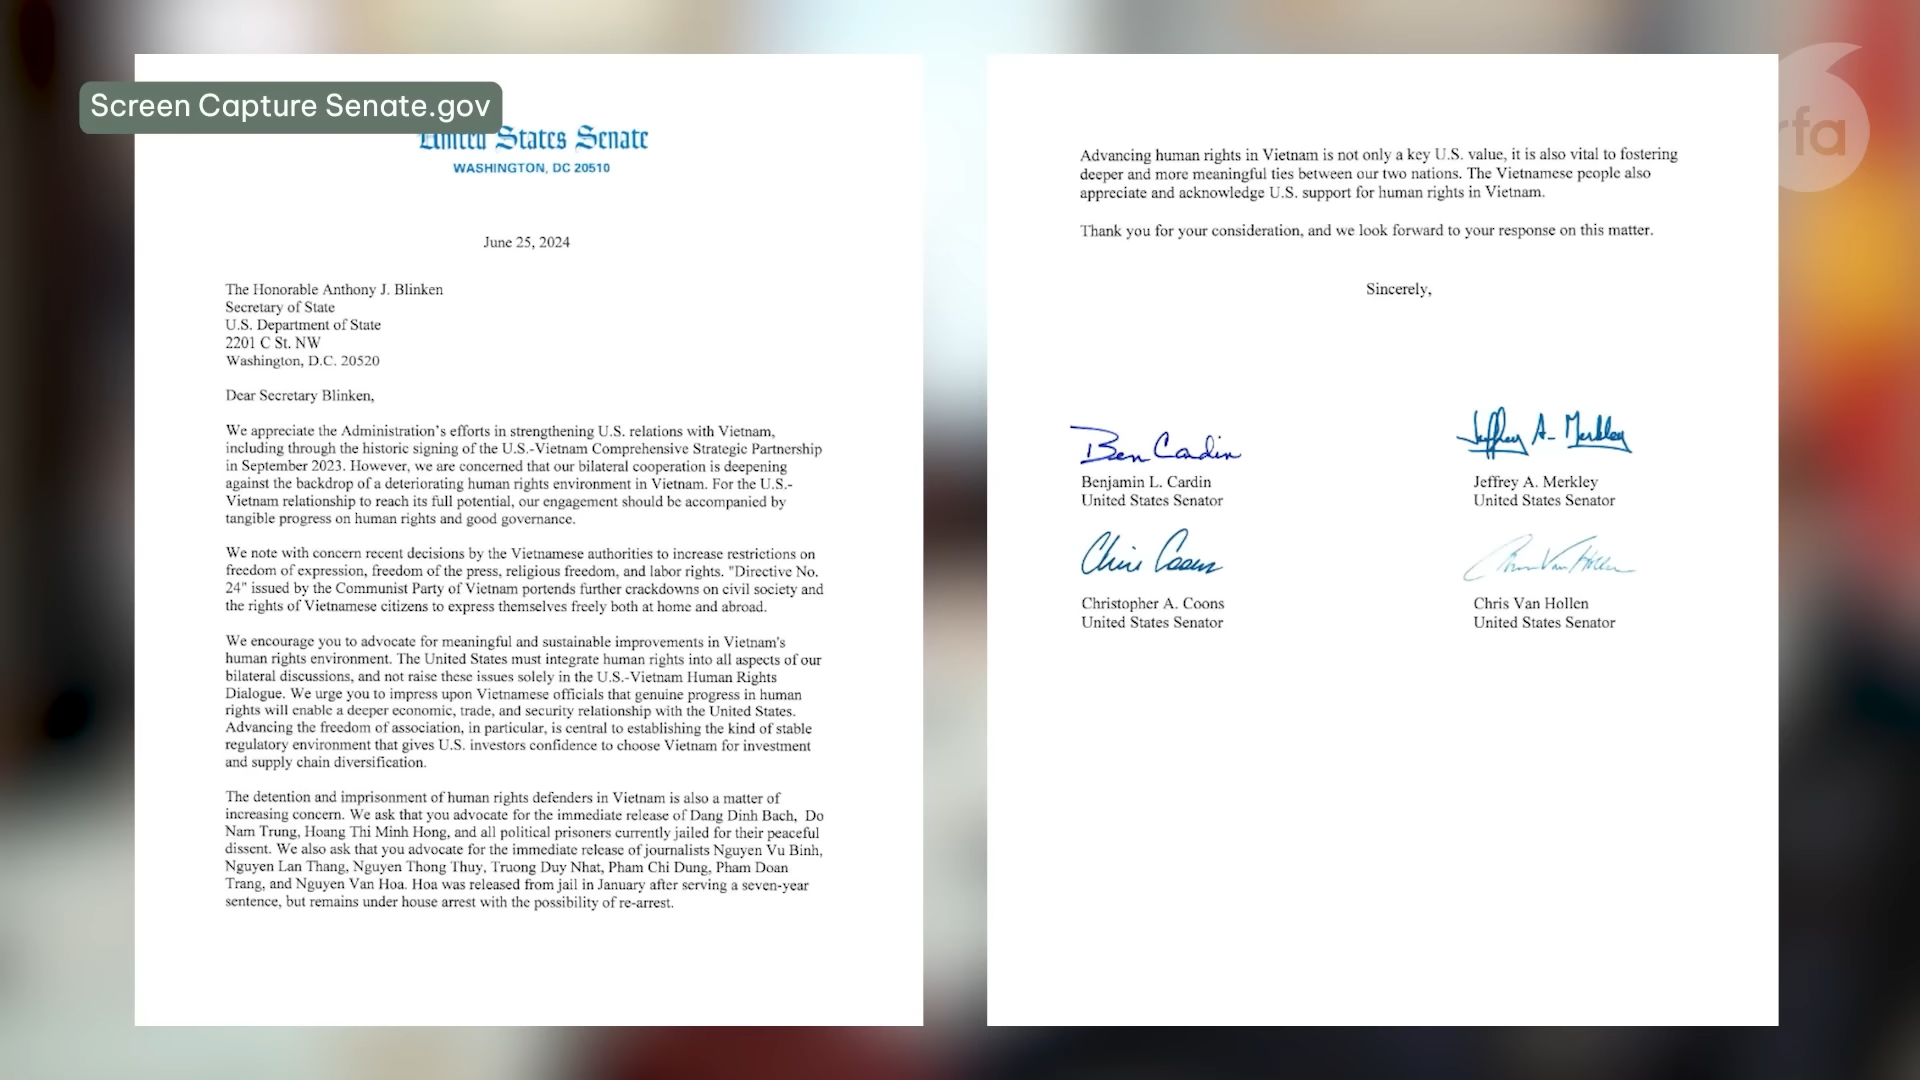 Screen Capture Senate.gov
United States Senate
WASHINGTON, DC 20510
June 25, 2024
The Honorable Anthony J. Blinken
Secretary of State
U.S. Department of State
2201 C St. NW
Washington, D.C. 20520
Dear Secretary Blinken,
We appreciate the Administration's efforts in strengthening U.S. relations with Vietnam,
including through the historic signing of the U.S.-Vietnam Comprehensive Strategic Partnership
in September 2023. However, we are concerned that our bilateral cooperation is deepening
against the backdrop of a deteriorating human rights environment in Vietnam. For the U.S.-
Vietnam relationship to reach its full potential, our engagement should be accompanied by
tangible progress on human rights and good governance.
We note with concern recent decisions by the Vietnamese authorities to increase restrictions on
freedom of expression, freedom of the press, religious freedom, and labor rights. "Directive No.
24" issued by the Communist Party of Vietnam portends further crackdowns on civil society and
the rights of Vietnamese citizens to express themselves freely both at home and abroad.
We encourage you to advocate for meaningful and sustainable improvements in Vietnam's
human rights environment. The United States must integrate human rights into all aspects of our
bilateral discussions, and not raise these issues solely in the U.S.-Vietnam Human Rights
Dialogue. We urge you to impress upon Vietnamese officials that genuine progress in human
rights will enable a deeper economic, trade, and security relationship with the United States.
Advancing the freedom of association, in particular, is central to establishing the kind of stable
regulatory environment that gives U.S. investors confidence to choose Vietnam for investment
and supply chain diversification.
The detention and imprisonment of human rights defenders in Vietnam is also a matter of
increasing concern. We ask that you advocate for the immediate release of Dang Dinh Bach, Do
Nam Trung, Hoang Thi Minh Hong, and all political prisoners currently jailed for their peaceful
dissent. We also ask that you advocate for the immediate release of journalists Nguyen Vu Binh,
Nguyen Lan Thang, Nguyen Thong Thuy, Truong Duy Nhat, Pham Chi Dung, Pham Doan
Trang, and Nguyen Van Hoa. Hoa was released from jail in January after serving a seven-year
sentence, but remains under house arrest with the possibility of re-arrest.
Advancing human rights in Vietnam is not only a key U.S. value, it is also vital to fostering
deeper and more meaningful ties between our two nations. The Vietnamese people also
appreciate and acknowledge U.S. support for human rights in Vietnam.
Thank you for your consideration, and we look forward to your response on this matter.
Sincerely,
Ben Cardin
Benjamin L. Cardin
United States Senator
Jeffrey A. Merkley
Jeffrey A. Merkley
United States Senator
Chris Coons
Christopher A. Coons
United States Senator
Chris Van Hollen
Chris Van Hollen
United States Senator
rfa